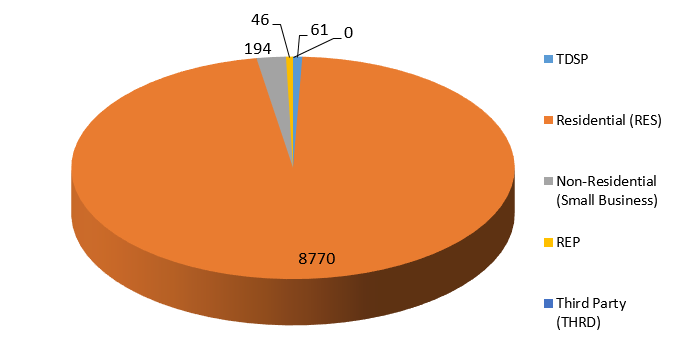 46
61
0
194
8770
TDSP
Residential (RES)
Non-Residential
(Small Business)
REP
Third Party
(THRD)